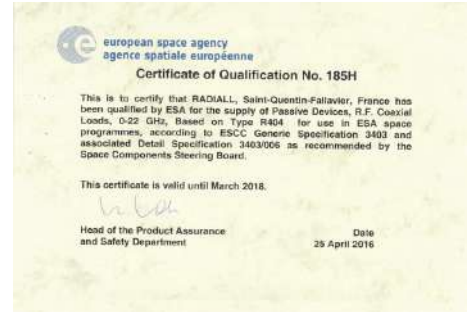 european space agency
agence spatiale européenne
Certificate of Qualification No. 185H
This is to certify that RADIALL, Saint-Quentin-Fallavier, France has
been qualified by ESA for the supply of Passive Devices, R.F. Coaxial
Loads, 0-22 GHz, Based on Type R404 for use in ESA space
programmes, according to ESCC Generic Specification 3403 and
associated Detail Specification 3403/006 as recommended by the
Space Components Steering Board.
This certificate is valid until March 2018.
Head of the Product Assurance
and Safety Department
Date
25 April 2016